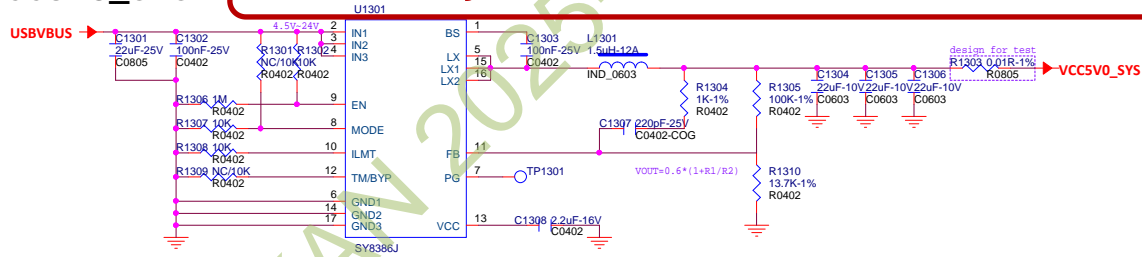 U1301
USBVBUS
4.5V~24V
C1301
22uF-25V
C0805
C1302
100nF-25V
C0402
R1301
NC/10K
R0402
R1302
10K
R0402
2
3
4
IN1
IN2
IN3
BS
1
C1303
100nF-25V
C0402
LX
LX1
LX2
5
15
16
L1301
1.5uH-12A
IND_0603
design for test
R1303 0.01R-1%
R0805
VCC5V0_SYS
R1304
1K-1%
R0402
R1305
100K-1%
R0402
C1304
22uF-10V
C0603
C1305
22uF-10V
C0603
C1306
22uF-10V
C0603
R1306 1M
R0402
9
EN
R1307 10K
R0402
8
MODE
C1307 220pF-25V
C0402-COG
R1308 10K
R0402
10
ILMT
FB
11
R1309 NC/10K
R0402
12
TM/BYP
PG
7
TP1301
VOUT=0.6*(1+R1/R2)
R1310
13.7K-1%
R0402
6
14
17
GND1
GND2
GND3
VCC
13
C1308 2.2uF-16V
C0402
SY8386J
AN 2025